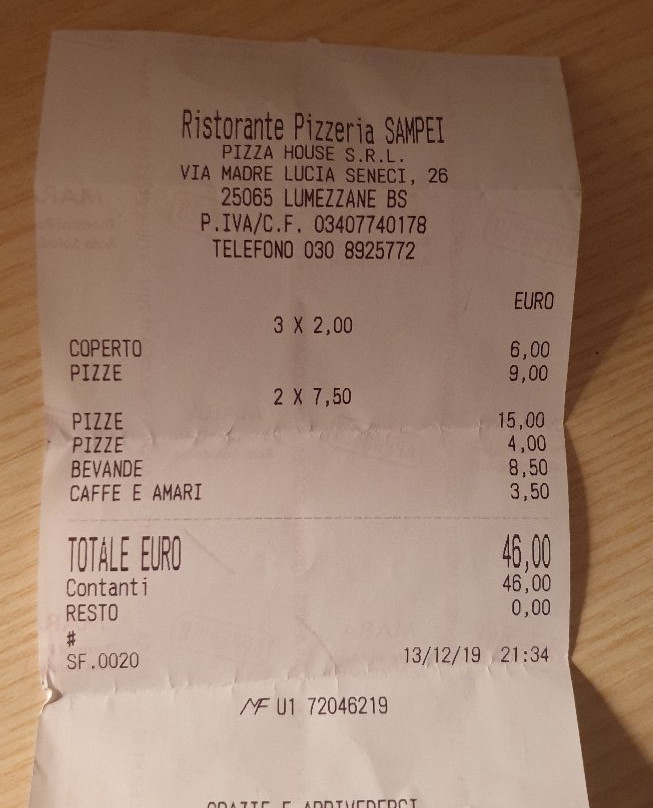 Ristorante Pizzeria SAMPEI
PIZZA HOUSE S.R.L.
VIA MADRE LUCIA SENECI, 26
25065 LUMEZZANE BS
P.IVA/C.F. 03407740178
TELEFONO 030 8925772
EURO
3 X 2,00
COPERTO 6,00
PIZZE 9,00
2 X 7,50
PIZZE 15,00
PIZZE 4,00
BEVANDE 8,50
CAFFE E AMARI 3,50
TOTALE EURO 46,00
Contanti 46,00
RESTO 0,00
#
SF.0020 13/12/19 21:34
MF U1 72046219
GRAZIE E ARRIVEDERCI